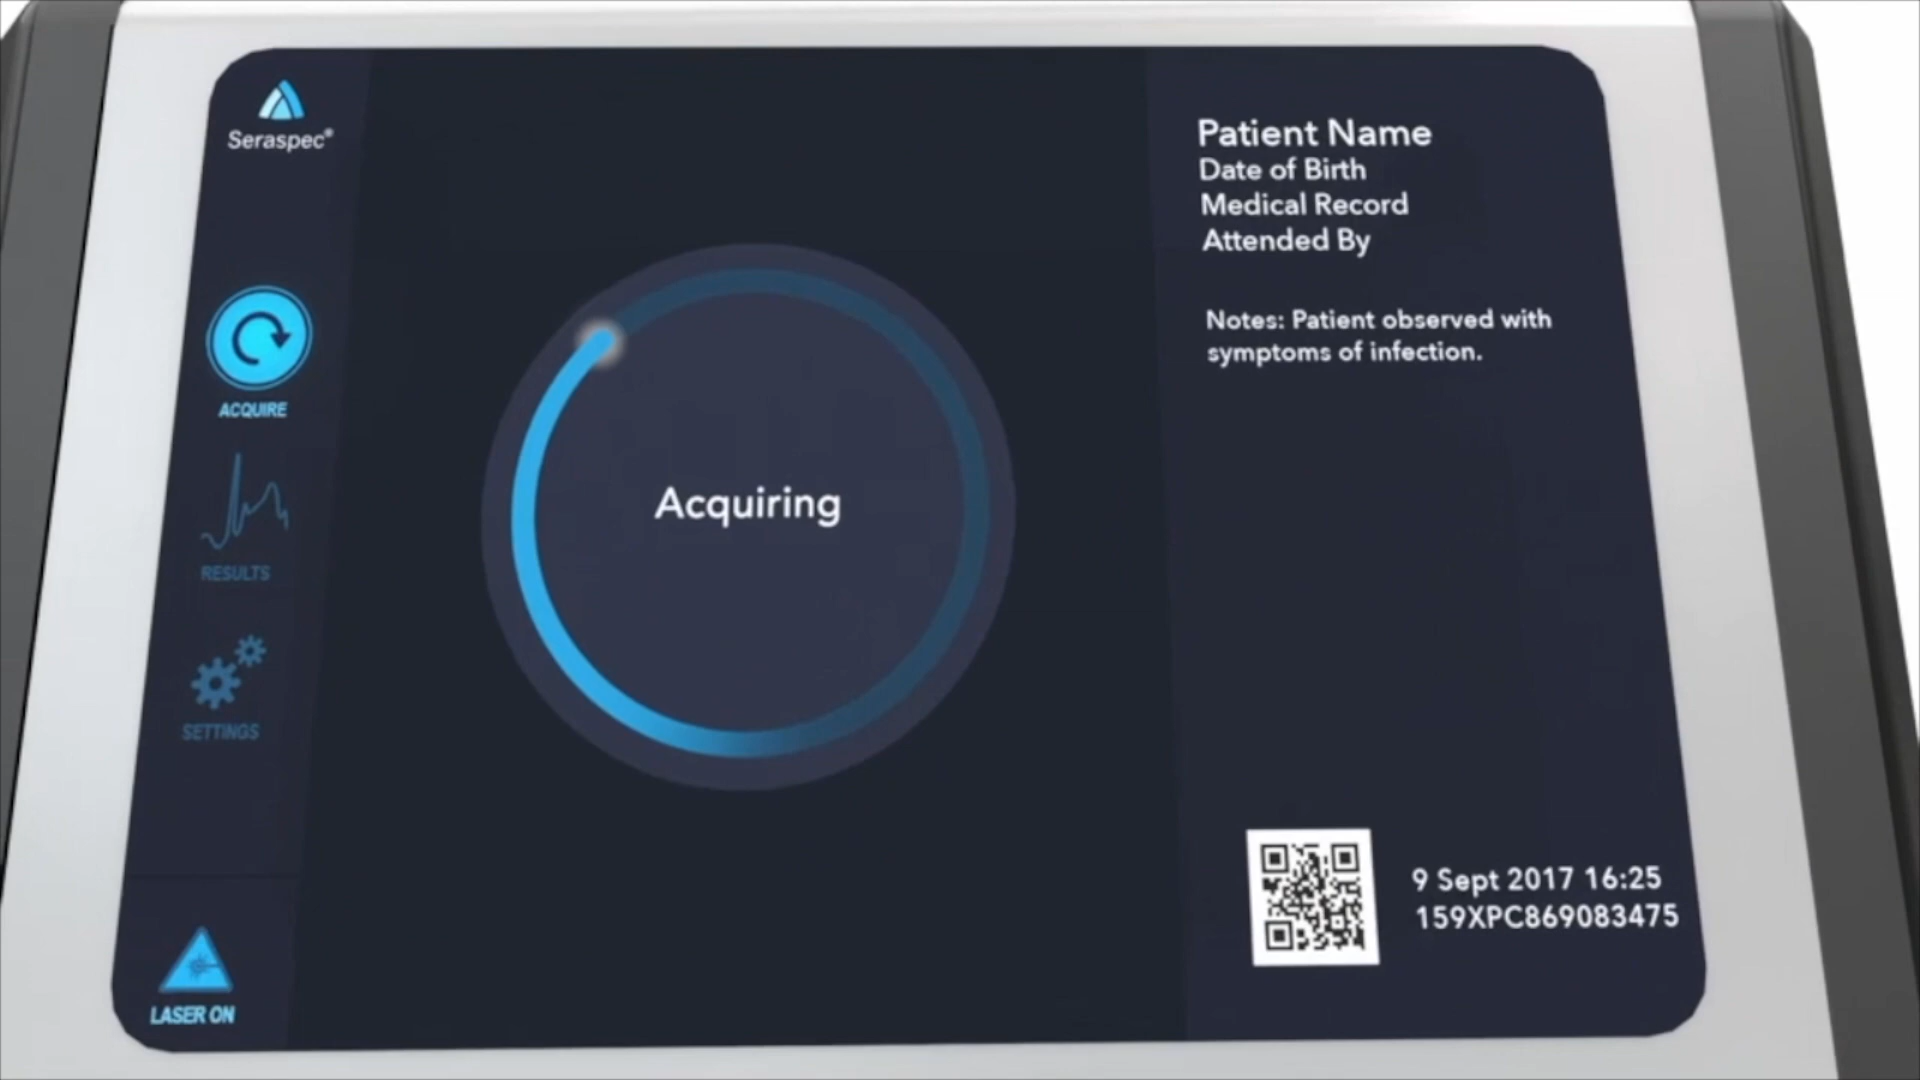 Seraspec®
ACQUIRE
RESULTS
SETTINGS
LASER ON
Acquiring
Patient Name
Date of Birth
Medical Record
Attended By
Notes: Patient observed with
symptoms of infection.
9 Sept 2017 16:25
159XPC869083475